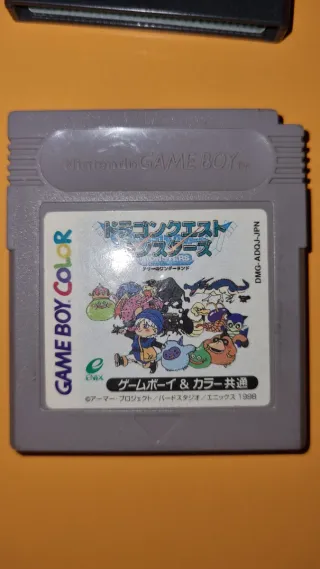 Nintendo GAME BOY
ドラゴンクエスト
モンスターズ
テリーのワンダーランド
GAME BOY COLOR
DMG-ADQJ-JPN
ENIX
ゲームボーイ & カラー共通
©アーマー プロジェクト/バードスタジオ/エニックス 1998